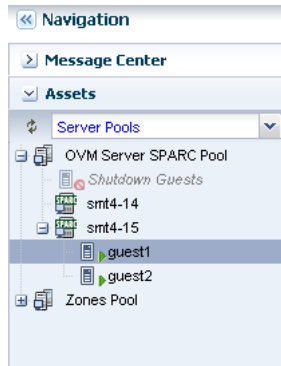 Navigation
Message Center
Assets
Server Pools
OVM Server SPARC Pool
Shutdown Guests
SPARC smt4-14
SPARC smt4-15
guest1
guest2
Zones Pool